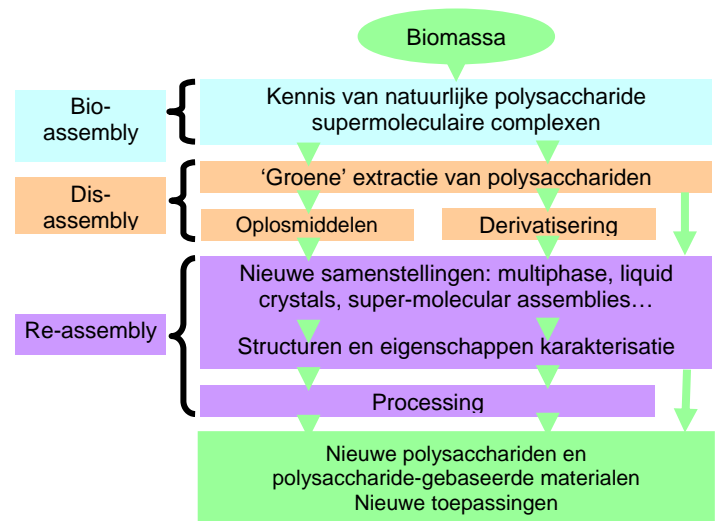 Biomassa
Bio-
assembly
Kennis van natuurlijke polysaccharide
supermoleculaire complexen
Dis-
assembly
‘Groene’ extractie van polysacchariden
Oplosmiddelen
Derivatisering
Re-assembly
Nieuwe samenstellingen: multiphase, liquid
crystals, super-molecular assemblies…
Structuren en eigenschappen karakterisatie
Processing
Nieuwe polysacchariden en
polysaccharide-gebaseerde materialen
Nieuwe toepassingen